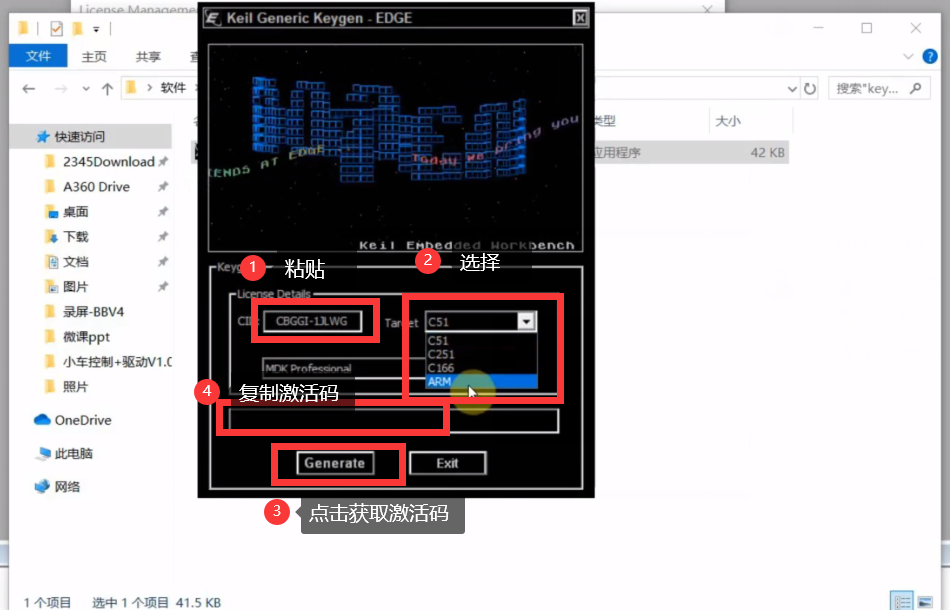 License Management
Keil Generic Keygen - EDGE
文件 主页 共享
软件
搜索"key...
类型 大小
快速访问
2345Download
应用程序 42 KB
A360 Drive
桌面
下载
文档
图片
录屏-BBV4
微课ppt
小车控制+驱动V1.0
照片
OneDrive
此电脑
网络
ENDS AT EDGE
Today we bring you
Keil Embedded Workbench
1 粘贴
2 选择
License Details
CID: CBGGI-1JLWG
Target C51
C51
C251
C166
ARM
MDK Professional
4 复制激活码
Generate Exit
3 点击获取激活码
1 个项目 选中 1 个项目 41.5 KB